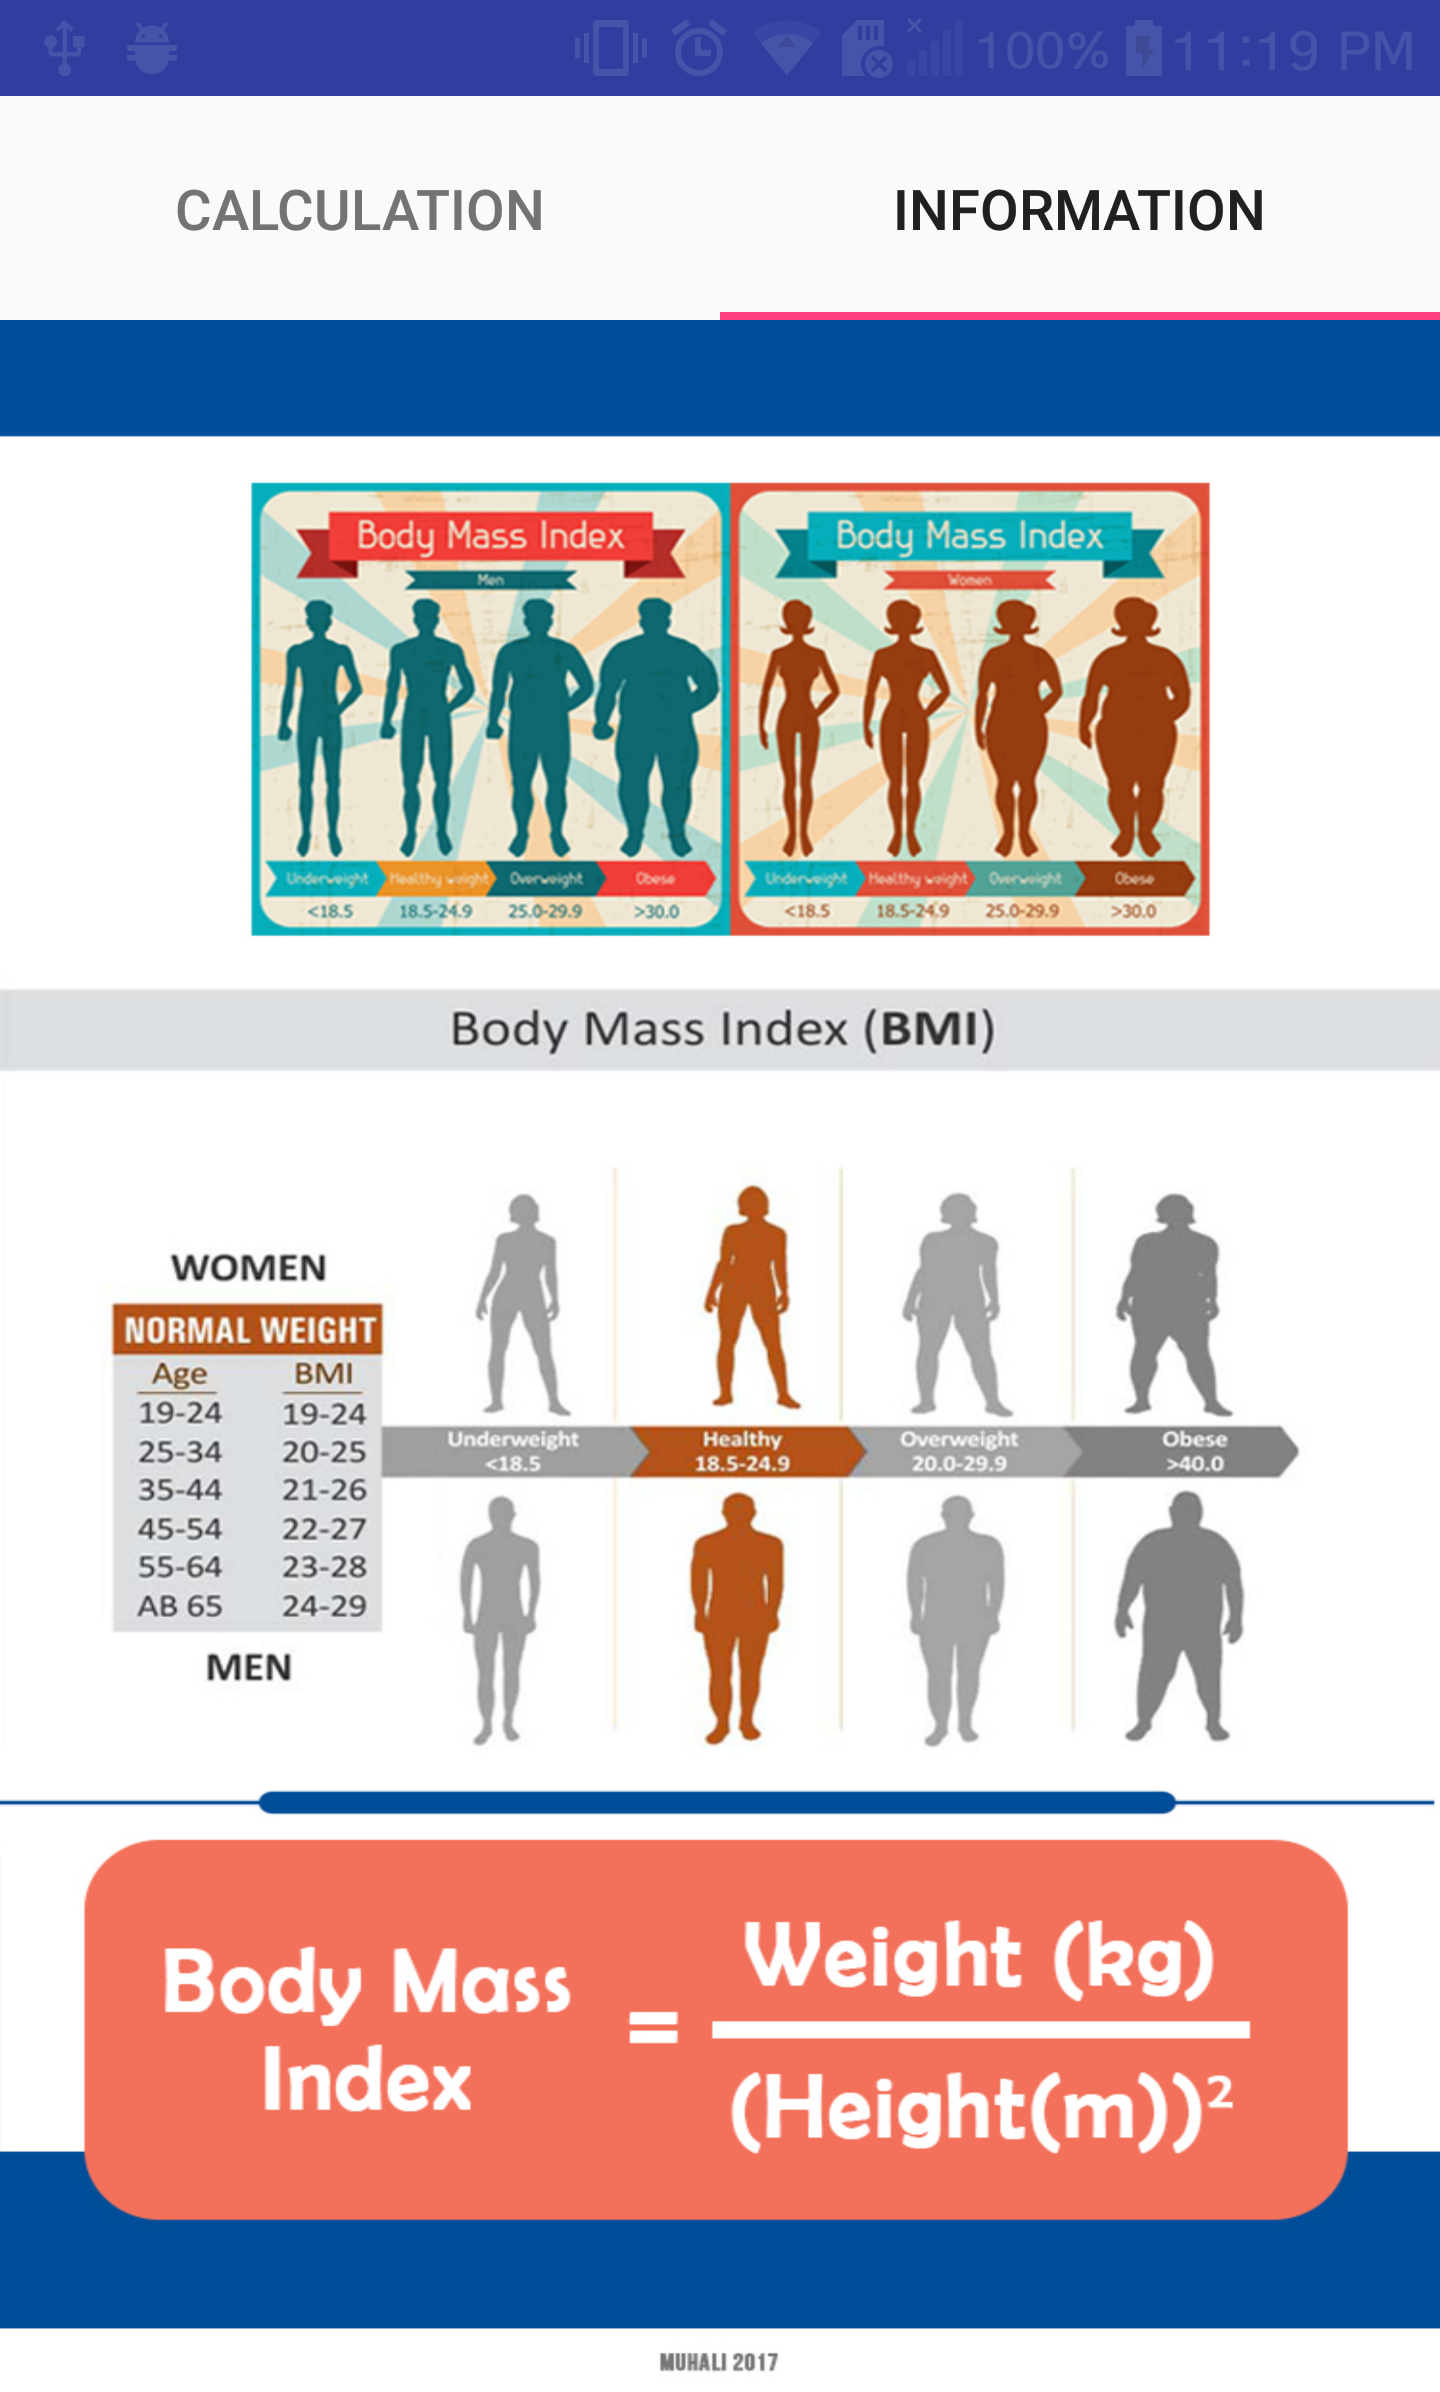 100% 11:19 PM
CALCULATION INFORMATION
Body Mass Index
Men
Underweight Healthy weight Overweight Obese
<18.5 18.5-24.9 25.0-29.9 >30.0
Body Mass Index
Women
Underweight Healthy weight Overweight Obese
<18.5 18.5-24.9 25.0-29.9 >30.0
Body Mass Index (BMI)
WOMEN
NORMAL WEIGHT
Age BMI
19-24 19-24
25-34 20-25
35-44 21-26
45-54 22-27
55-64 23-28
AB 65 24-29
MEN
Underweight
<18.5
Healthy
18.5-24.9
Overweight
20.0-29.9
Obese
>40.0
Body Mass
Index
=
Weight (kg)
(Height(m))²
MUHALI 2017